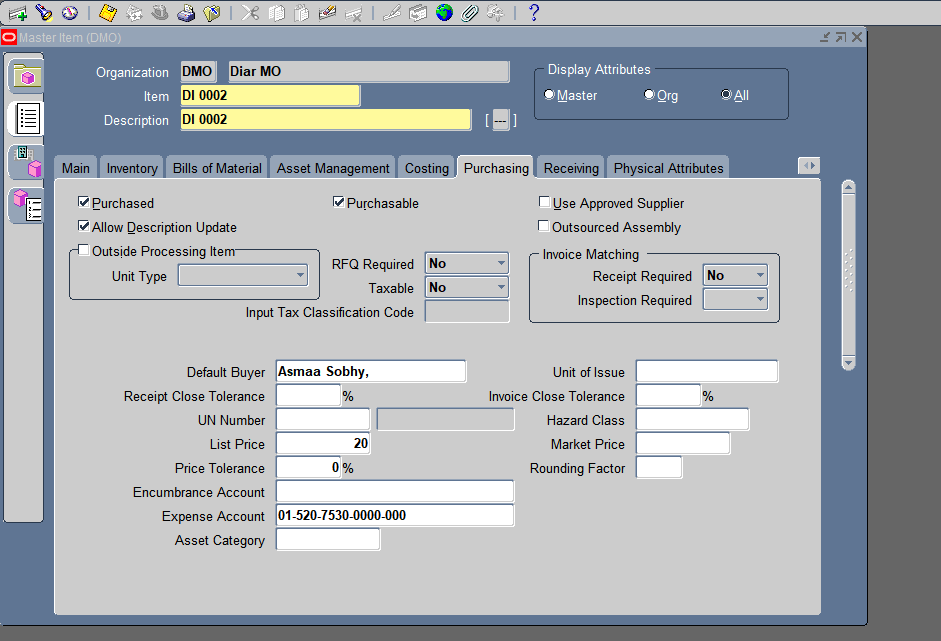 Master Item (DMO)
Organization DMO Diar MO
Item DI 0002
Description DI 0002 [ --- ]
Display Attributes
Master Org All
Main Inventory Bills of Material Asset Management Costing Purchasing Receiving Physical Attributes
Purchased Purchasable Use Approved Supplier
Allow Description Update Outsourced Assembly
Outside Processing Item
Unit Type
RFQ Required No
Taxable No
Input Tax Classification Code
Invoice Matching
Receipt Required No
Inspection Required
Default Buyer Asmaa Sobhy, Unit of Issue
Receipt Close Tolerance % Invoice Close Tolerance %
UN Number Hazard Class
List Price 20 Market Price
Price Tolerance 0 % Rounding Factor
Encumbrance Account
Expense Account 01-520-7530-0000-000
Asset Category